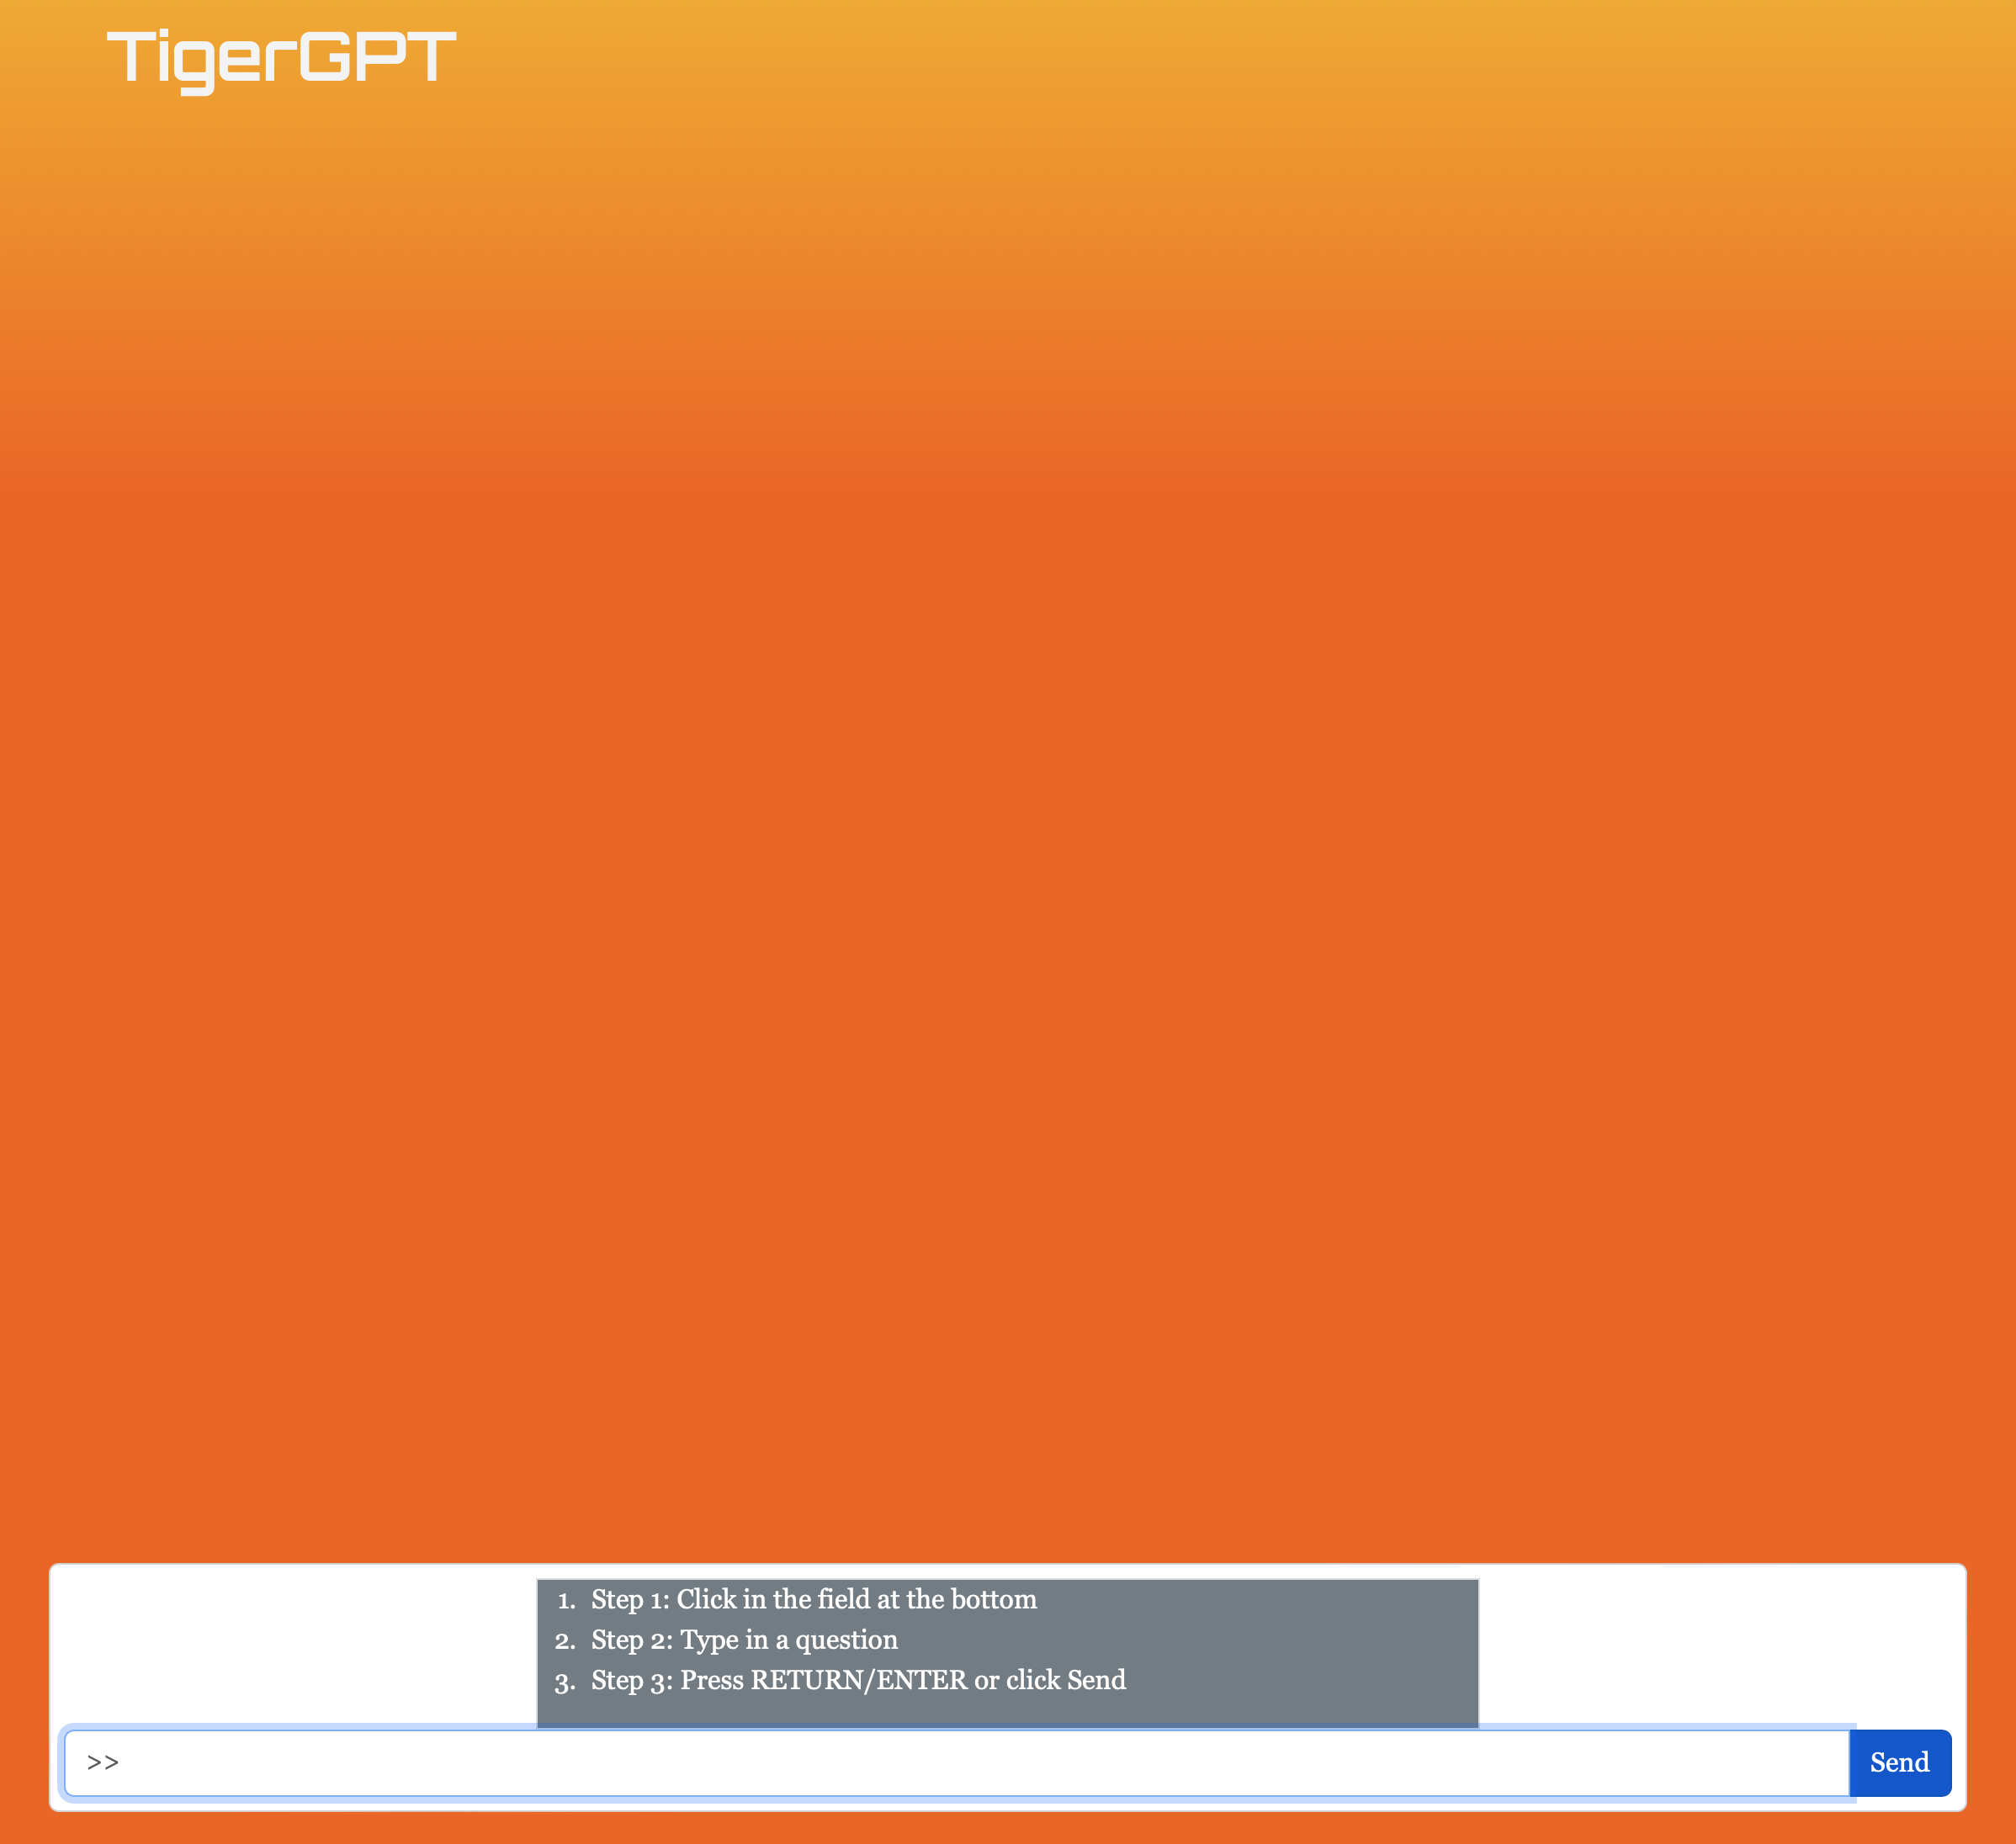 TigerGPT
1. Step 1: Click in the field at the bottom
2. Step 2: Type in a question
3. Step 3: Press RETURN/ENTER or click Send
>>
Send